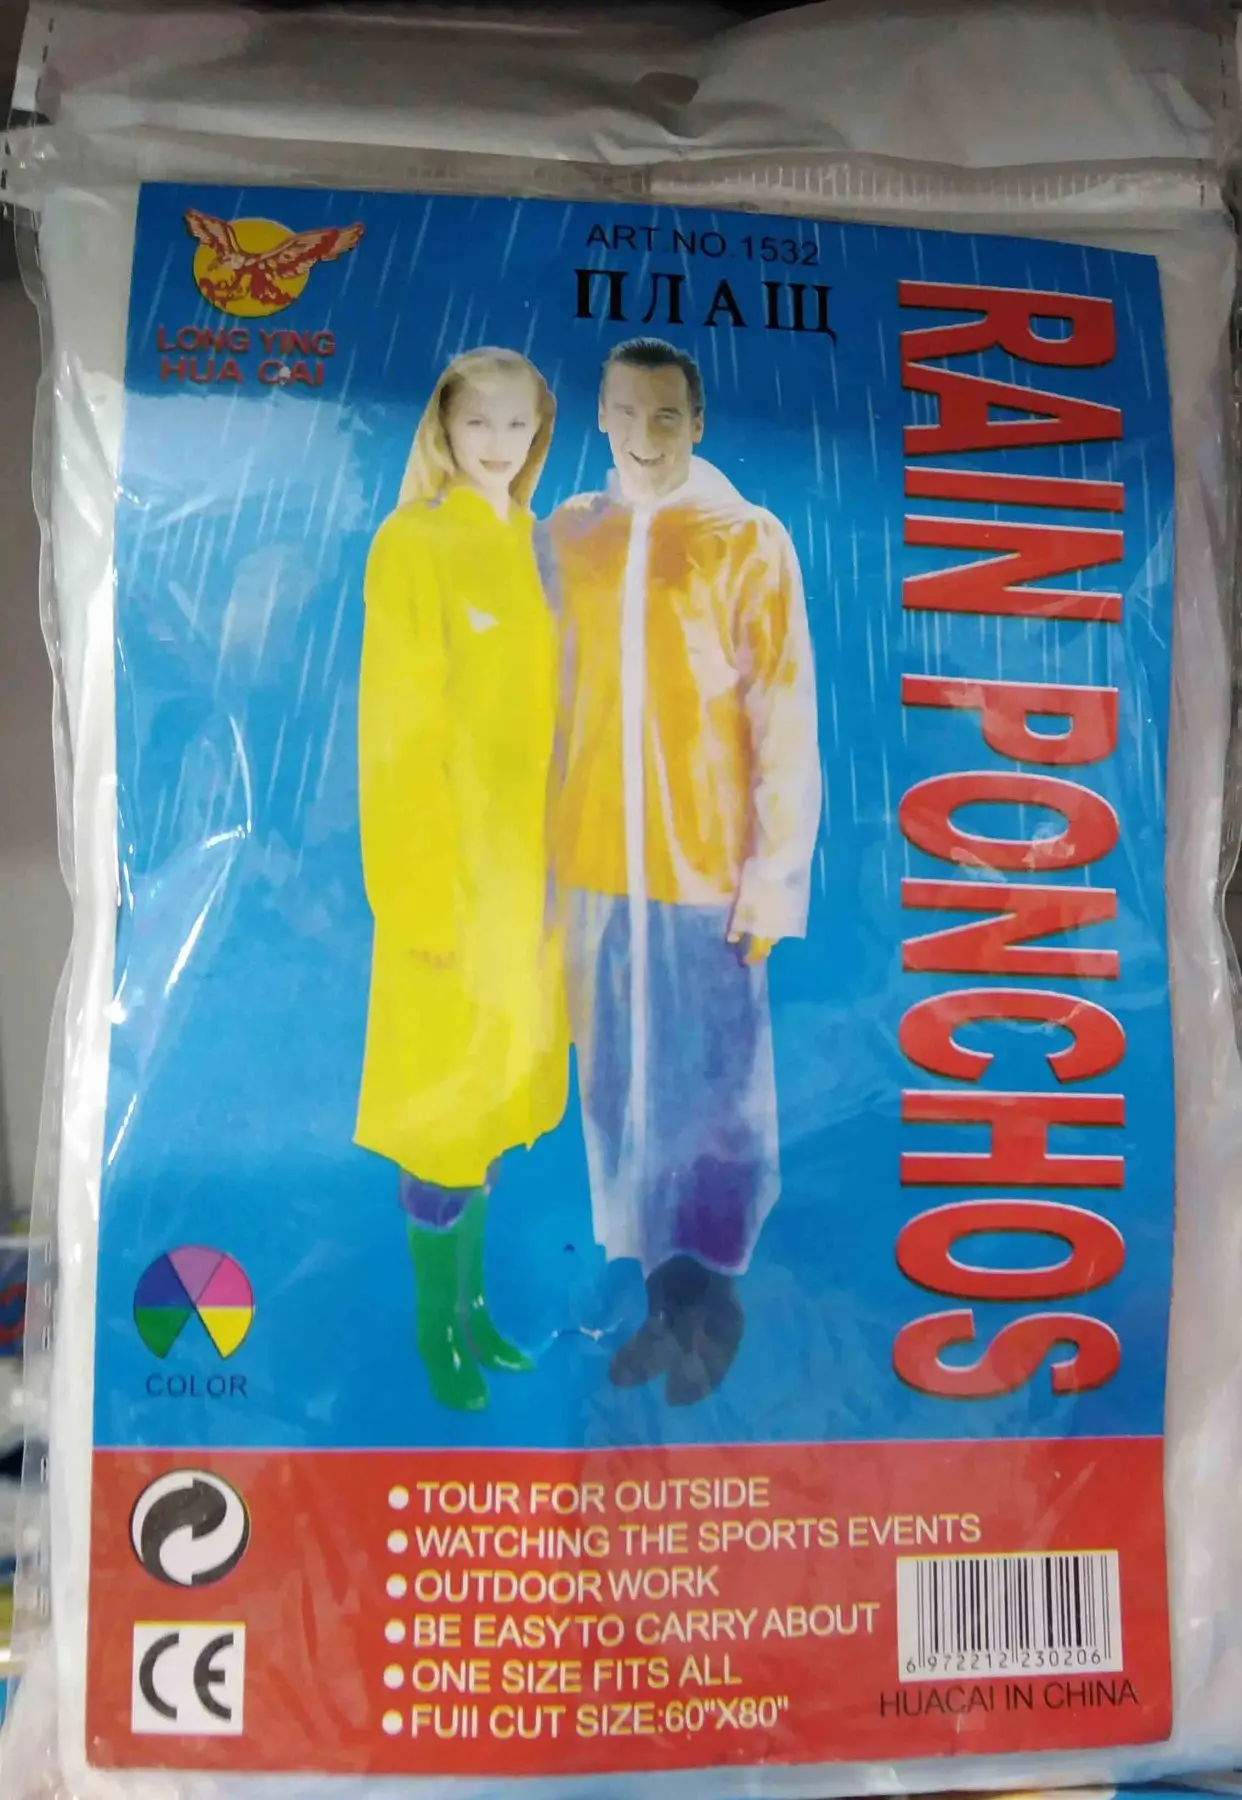 LONG YING
HUA CAI
ART.NO.1532
ПЛАЩ
RAIN PONCHOS
COLOR
• TOUR FOR OUTSIDE
• WATCHING THE SPORTS EVENTS
• OUTDOOR WORK
• BE EASY TO CARRY ABOUT
• ONE SIZE FITS ALL
• FUII CUT SIZE:60"X80"
CE
6 972212 230206
HUACAI IN CHINA